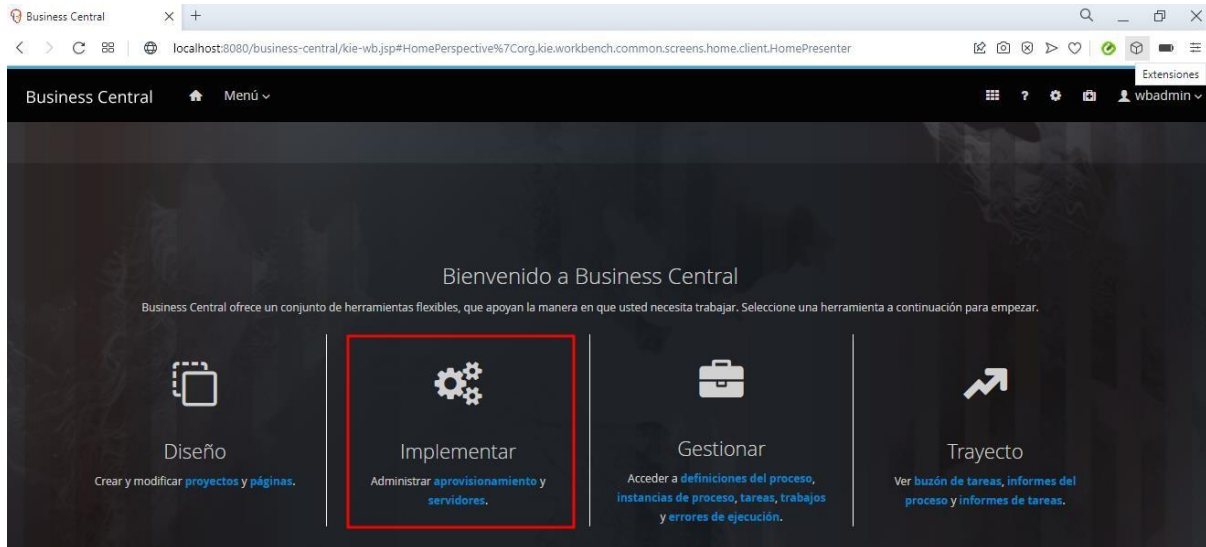 Business Central
localhost:8080/business-central/kie-wb.jsp#HomePerspective%7Corg.kie.workbench.common.screens.home.client.HomePresenter
Extensiones
Business Central Menú ? wbadmin
Bienvenido a Business Central
Business Central ofrece un conjunto de herramientas flexibles, que apoyan la manera en que usted necesita trabajar. Seleccione una herramienta a continuación para empezar.
Diseño
Crear y modificar proyectos y páginas.
Implementar
Administrar aprovisionamiento y
servidores.
Gestionar
Acceder a definiciones del proceso,
instancias de proceso, tareas, trabajos
y errores de ejecución.
Trayecto
Ver buzón de tareas, informes del
proceso y informes de tareas.